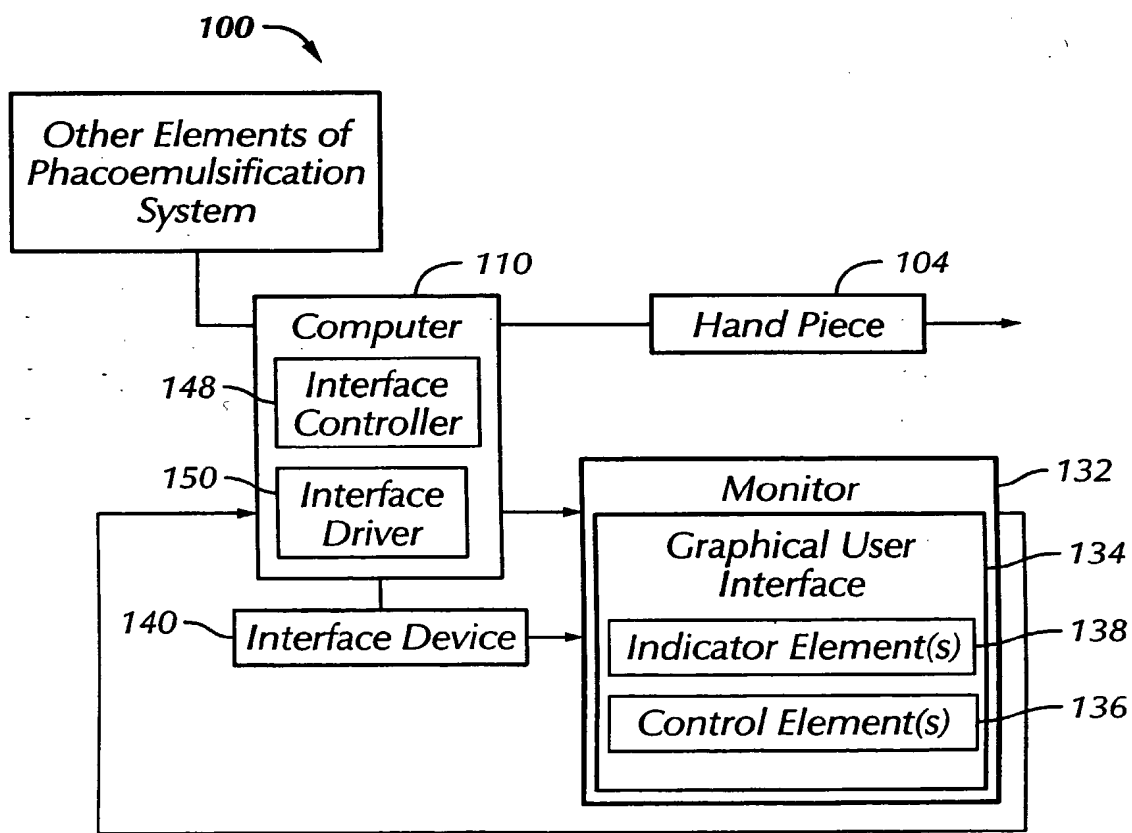 100
Other Elements of
Phacoemulsification
System
110
104
Computer
Hand Piece
148
Interface
Controller
150
Interface
Driver
Monitor
132
Graphical User
Interface
134
140
Interface Device
Indicator Element(s)
138
Control Element(s)
136